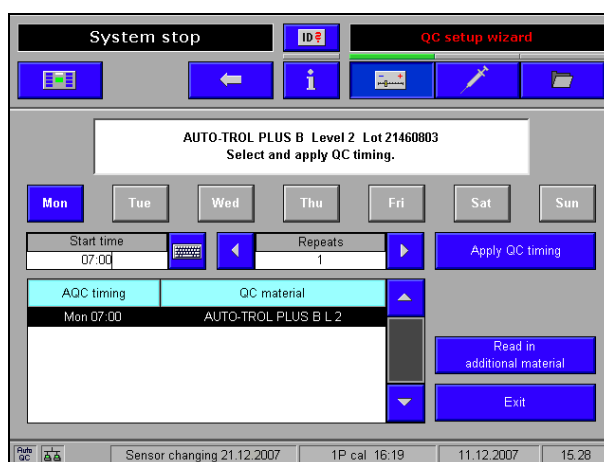 System stop
ID?
QC setup wizard
i
AUTO-TROL PLUS B Level 2 Lot 21460803
Select and apply QC timing.
Mon
Tue
Wed
Thu
Fri
Sat
Sun
Start time
07:00
Repeats
1
Apply QC timing
AQC timing
QC material
Mon 07:00
AUTO-TROL PLUS B L 2
Read in
additional material
Exit
Auto
QC
Sensor changing 21.12.2007
1P cal 16:19
11.12.2007
15.28